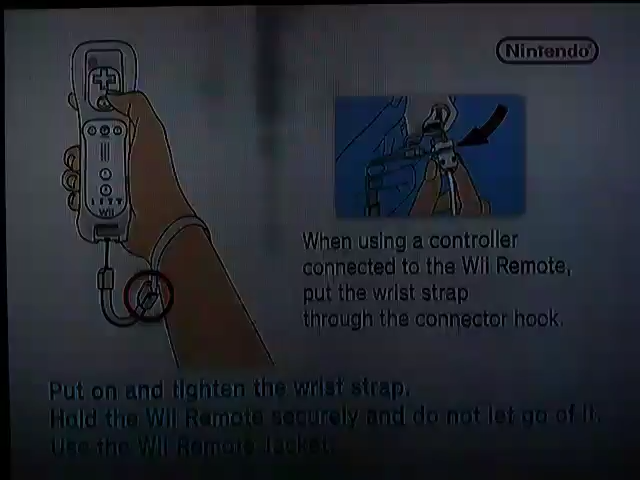 Nintendo
Wii
When using a controller
connected to the Wii Remote,
put the wrist strap
through the connector hook.
Put on and tighten the wrist strap.
Hold the Wii Remote securely and do not let go of it.
Use the Wii Remote Jacket.